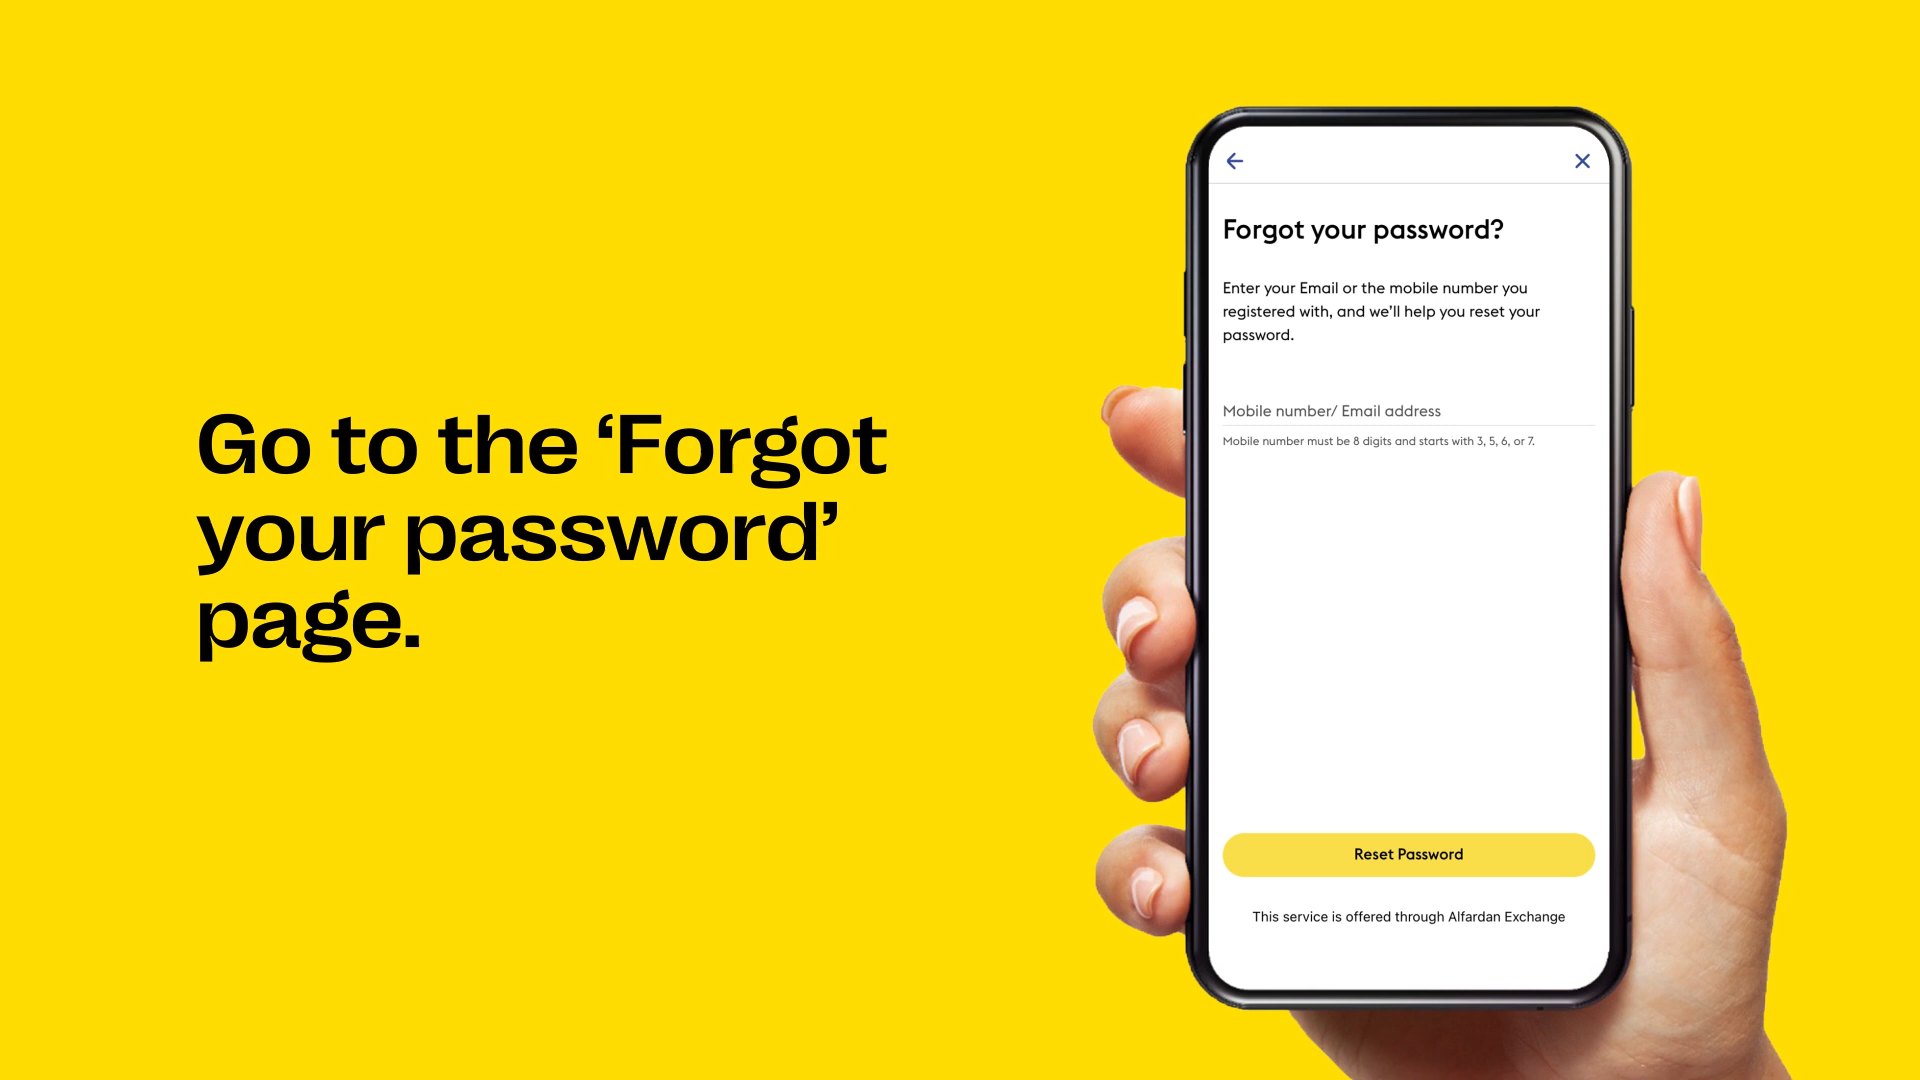 Go to the ‘Forgot
your password’
page.
Forgot your password?
Enter your Email or the mobile number you
registered with, and we’ll help you reset your
password.
Mobile number/ Email address
Mobile number must be 8 digits and starts with 3, 5, 6, or 7.
Reset Password
This service is offered through Alfardan Exchange